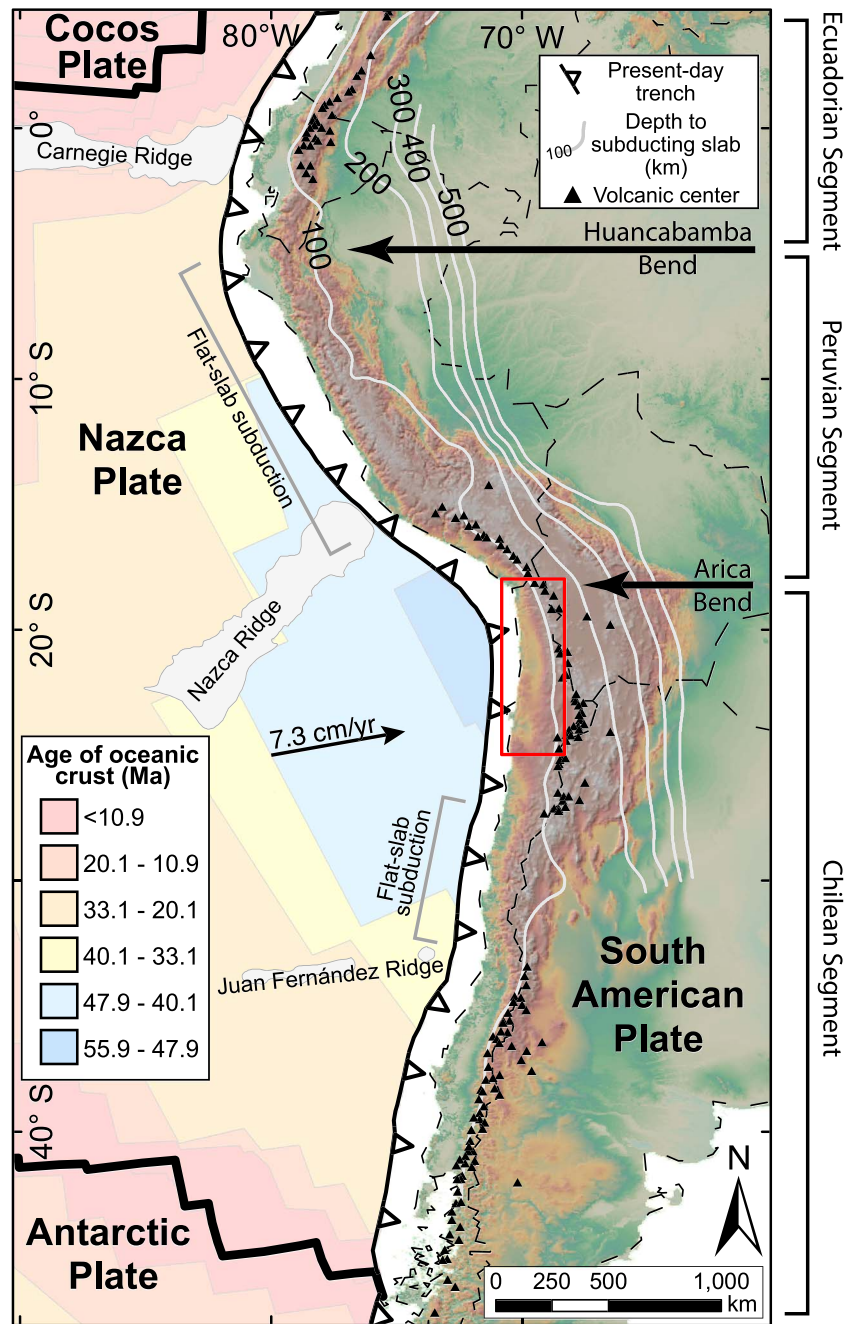 Cocos
Plate
80°W
70° W
0°
Carnegie Ridge
300
400
500
200
100
Present-day
trench
100
Depth to
subducting slab
(km)
Volcanic center
Ecuadorian Segment
Huancabamba
Bend
Flat-slab subduction
10° S
Nazca
Plate
Peruvian Segment
Arica
Bend
20° S
Nazca Ridge
7.3 cm/yr
Age of oceanic
crust (Ma)
<10.9
20.1 - 10.9
33.1 - 20.1
40.1 - 33.1
47.9 - 40.1
55.9 - 47.9
Flat-slab
subduction
Juan Fernández Ridge
South
American
Plate
Chilean Segment
40° S
Antarctic
Plate
N
0 250 500 1,000
km